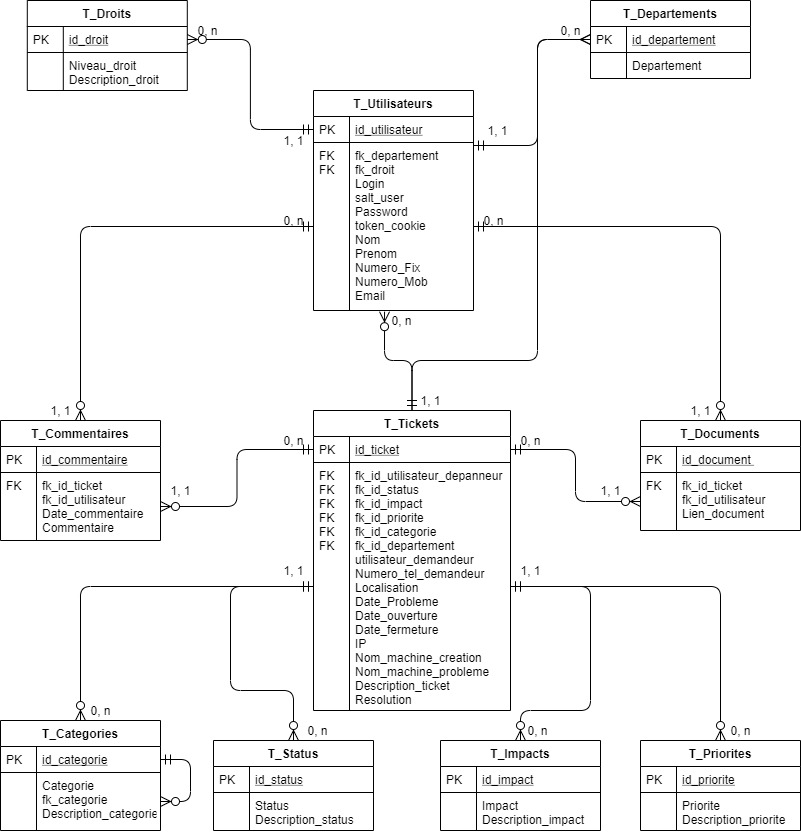 T_Droits
PK id_droit
Niveau_droit
Description_droit
0, n
T_Departements
PK id_departement
Departement
0, n
T_Utilisateurs
PK id_utilisateur
FK fk_departement
FK fk_droit
Login
salt_user
Password
token_cookie
Nom
Prenom
Numero_Fix
Numero_Mob
Email
1, 1
1, 1
0, n
0, n
0, n
1, 1
1, 1
1, 1
T_Commentaires
PK id_commentaire
FK fk_id_ticket
fk_id_utilisateur
Date_commentaire
Commentaire
0, n
1, 1
T_Tickets
PK id_ticket
FK fk_id_utilisateur_depanneur
FK fk_id_status
FK fk_id_impact
FK fk_id_priorite
FK fk_id_categorie
FK fk_id_departement
utilisateur_demandeur
Numero_tel_demandeur
Localisation
Date_Probleme
Date_ouverture
Date_fermeture
IP
Nom_machine_creation
Nom_machine_probleme
Description_ticket
Resolution
0, n
1, 1
T_Documents
PK id_document
FK fk_id_ticket
fk_id_utilisateur
Lien_document
1, 1
1, 1
0, n
0, n
0, n
0, n
T_Categories
PK id_categorie
Categorie
fk_categorie
Description_categorie
T_Status
PK id_status
Status
Description_status
T_Impacts
PK id_impact
Impact
Description_impact
T_Priorites
PK id_priorite
Priorite
Description_priorite